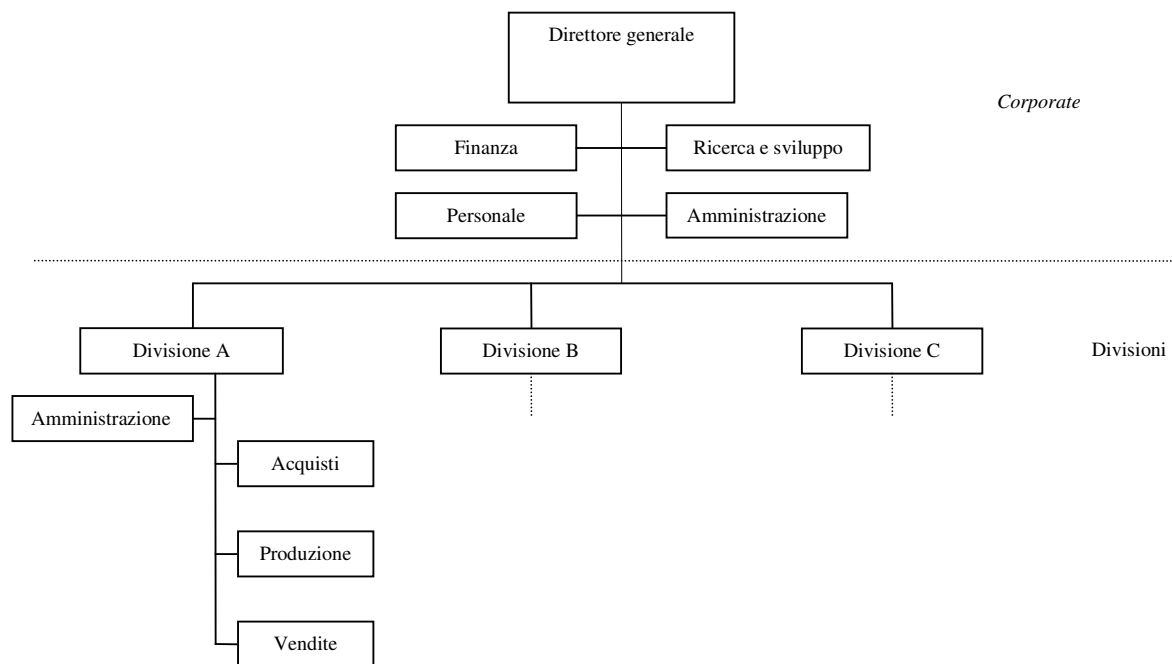 Direttore generale
Corporate
Finanza
Ricerca e sviluppo
Personale
Amministrazione
Divisione A
Divisione B
Divisione C
Divisioni
Amministrazione
Acquisti
Produzione
Vendite